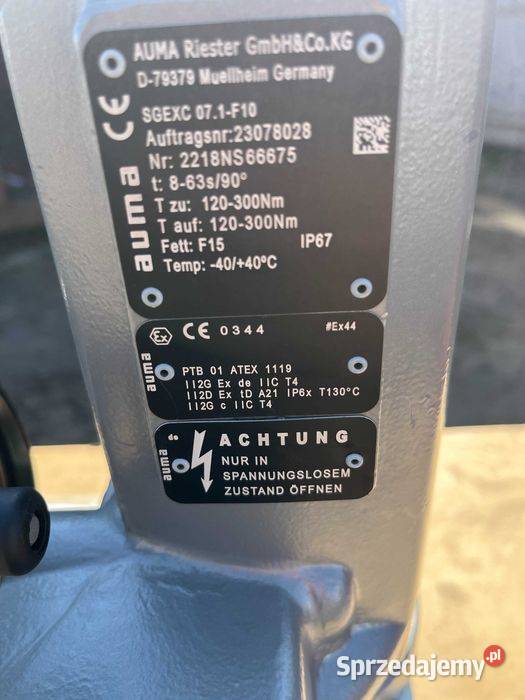 AUMA Riester GmbH&Co.KG
D-79379 Muellheim Germany
CE
SGEXC 07.1-F10
Auftragsnr:23078028
Nr: 2218NS66675
t: 8-63s/90°
T zu: 120-300Nm
T auf: 120-300Nm
Fett: F15 IP67
Temp: -40/+40°C
auma
Ex CE 0344 #Ex44
auma
PTB 01 ATEX 1119
II2G Ex de IIC T4
II2D Ex tD A21 IP6x T130°C
II2G c IIC T4
auma
ACHTUNG
NUR IN
SPANNUNGSLOSEM
ZUSTAND ÖFFNEN
Sprzedajemy.pl